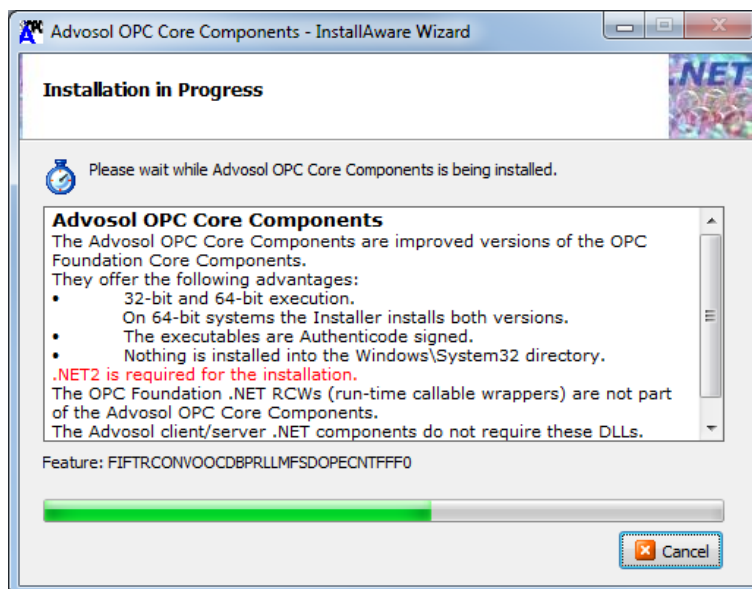 Advosol OPC Core Components - InstallAware Wizard
Installation in Progress
.NET
Please wait while Advosol OPC Core Components is being installed.
Advosol OPC Core Components
The Advosol OPC Core Components are improved versions of the OPC
Foundation Core Components.
They offer the following advantages:
• 32-bit and 64-bit execution.
On 64-bit systems the Installer installs both versions.
• The executables are Authenticode signed.
• Nothing is installed into the Windows\System32 directory.
.NET2 is required for the installation.
The OPC Foundation .NET RCWs (run-time callable wrappers) are not part
of the Advosol OPC Core Components.
The Advosol client/server .NET components do not require these DLLs.
Feature: FIFTRCONVOOCDBPRLLMFSDOPECNTFFF0
Cancel